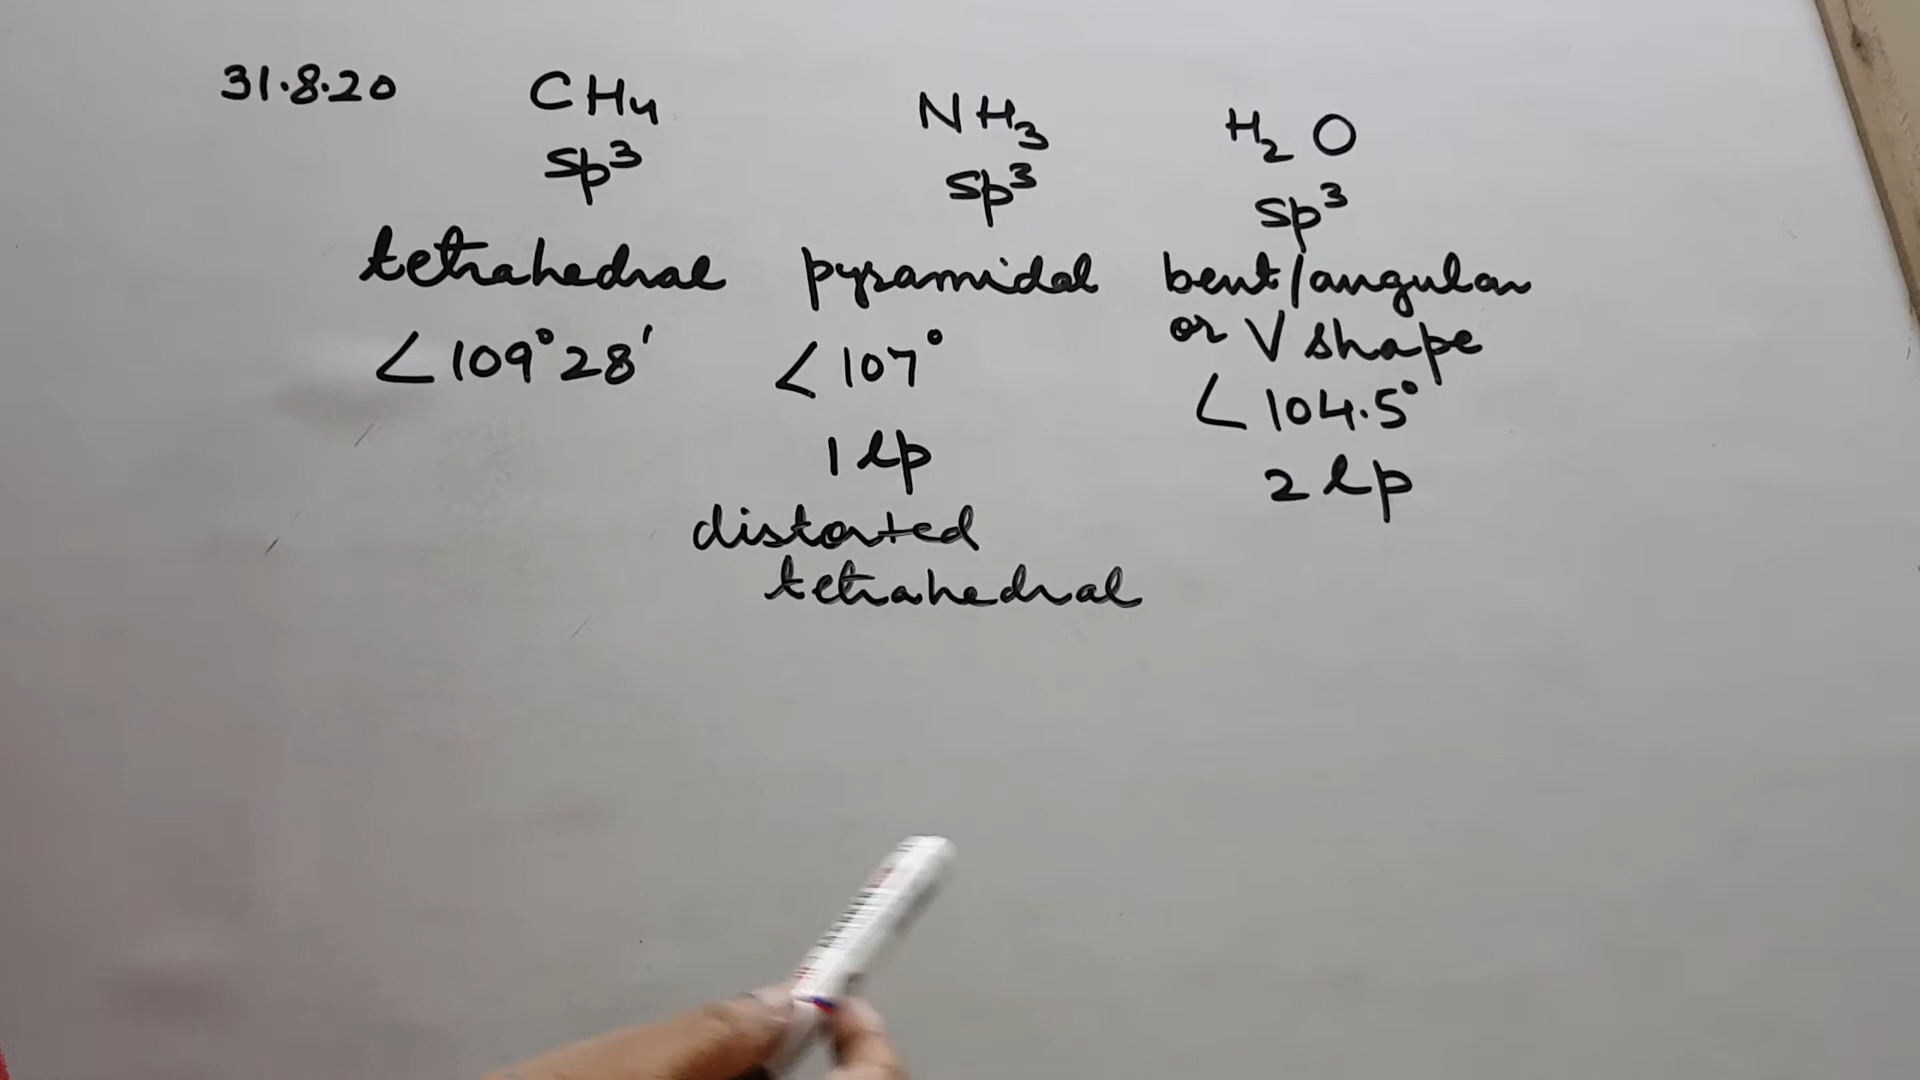 31.8.20 CH4 NH3 H2O
sp³ sp³ sp³
tetrahedral pyramidal bent/angular
or V shape
∠109°28' ∠107° ∠104.5°
1 lp 2 lp
distorted
tetrahedral